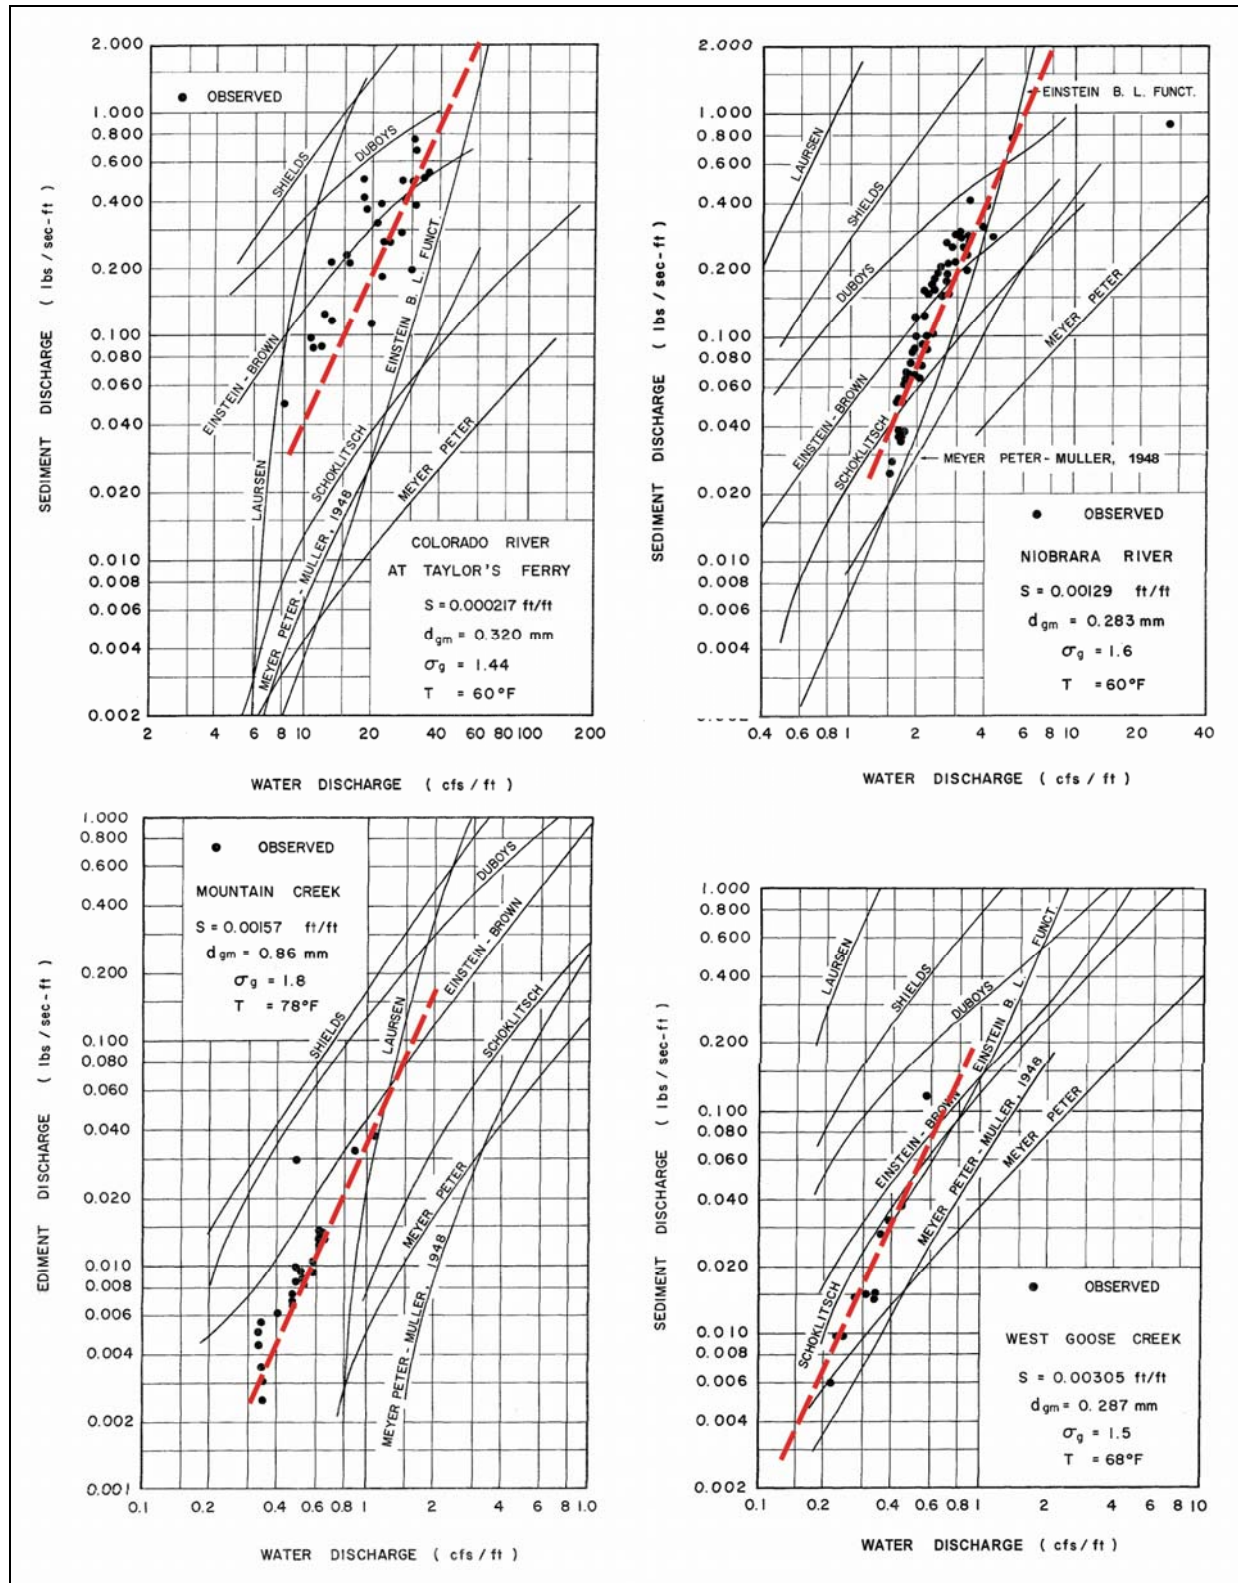 2.000
1.000
0.800
0.600
0.400
0.200
0.100
0.080
0.060
0.040
0.020
0.010
0.008
0.006
0.004
0.002
SEDIMENT DISCHARGE ( lbs / sec-ft )
OBSERVED
SHIELDS
DUBOYS
EINSTEIN B. L. FUNCT.
EINSTEIN - BROWN
LAURSEN
SCHOKLITSCH
MEYER PETER
MEYER PETER - MULLER, 1948
COLORADO RIVER
AT TAYLOR'S FERRY
S = 0.000217 ft/ft
dgm = 0.320 mm
σg = 1.44
T = 60°F
2 4 6 8 10 20 40 60 80 100 200
WATER DISCHARGE ( cfs / ft )
2.000
1.000
0.800
0.600
0.400
0.200
0.100
0.080
0.060
0.040
0.020
0.010
0.008
0.006
0.004
SEDIMENT DISCHARGE ( lbs / sec-ft )
LAURSEN
SHIELDS
EINSTEIN B. L. FUNCT.
DUBOYS
MEYER PETER
EINSTEIN - BROWN
SCHOKLITSCH
MEYER PETER - MULLER, 1948
OBSERVED
NIOBRARA RIVER
S = 0.00129 ft/ft
dgm = 0.283 mm
σg = 1.6
T = 60°F
0.4 0.6 0.8 1 2 4 6 8 10 20 40
WATER DISCHARGE ( cfs / ft )
1.000
0.800
0.600
0.400
0.200
0.100
0.080
0.060
0.040
0.020
0.010
0.008
0.006
0.004
0.002
0.001
EDIMENT DISCHARGE ( lbs / sec-ft )
OBSERVED
MOUNTAIN CREEK
S = 0.00157 ft/ft
dgm = 0.86 mm
σg = 1.8
T = 78°F
DUBOYS
EINSTEIN - BROWN
SHIELDS
LAURSEN
SCHOKLITSCH
MEYER PETER
MEYER PETER - MULLER, 1948
0.1 0.2 0.4 0.6 0.8 1 2 4 6 8 1.0
WATER DISCHARGE ( cfs / ft )
1.000
0.800
0.600
0.400
0.200
0.100
0.080
0.060
0.040
0.020
0.010
0.008
0.006
0.004
0.002
SEDIMENT DISCHARGE ( lbs / sec-ft )
LAURSEN
SHIELDS
DUBOYS
EINSTEIN B. L. FUNCT.
EINSTEIN - BROWN
MEYER PETER - MULLER, 1948
MEYER PETER
SCHOKLITSCH
OBSERVED
WEST GOOSE CREEK
S = 0.00305 ft/ft
dgm = 0.287 mm
σg = 1.5
T = 68°F
0.1 0.2 0.4 0.6 0.8 1 2 4 6 8 10
WATER DISCHARGE ( cfs / ft )